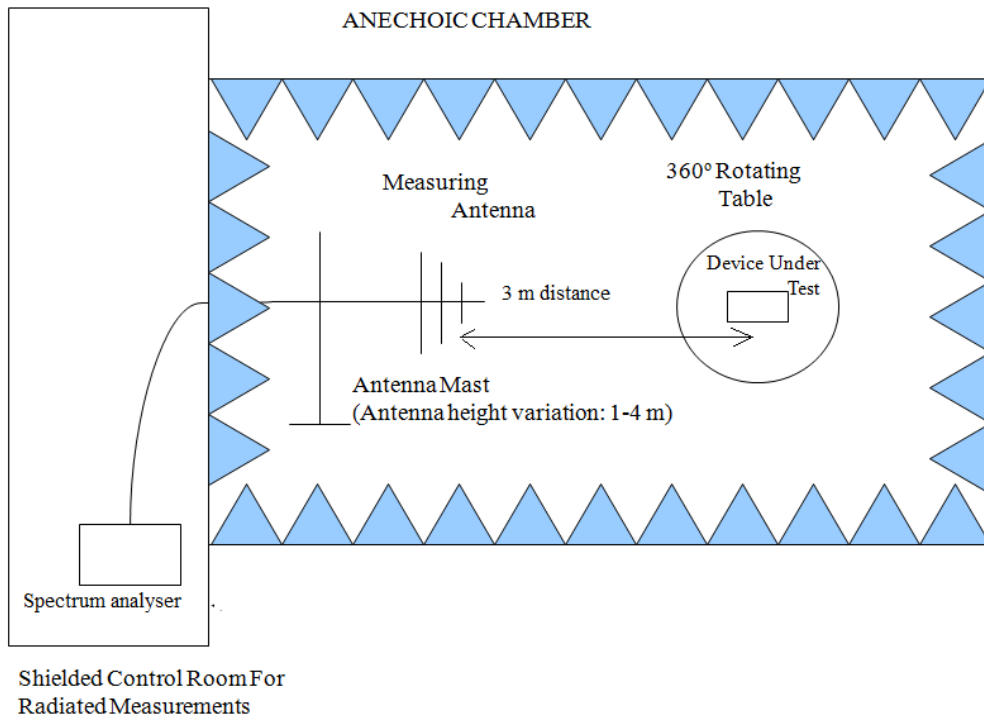 ANECHOIC CHAMBER
360º Rotating
Table
Measuring
Antenna
Device Under
Test
3 m distance
Antenna Mast
(Antenna height variation: 1-4 m)
Spectrum analyser
Shielded Control Room For
Radiated Measurements